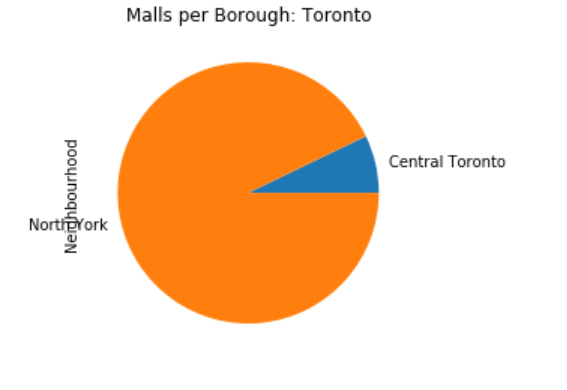 Malls per Borough: Toronto
Central Toronto
North York
Neighbourhood